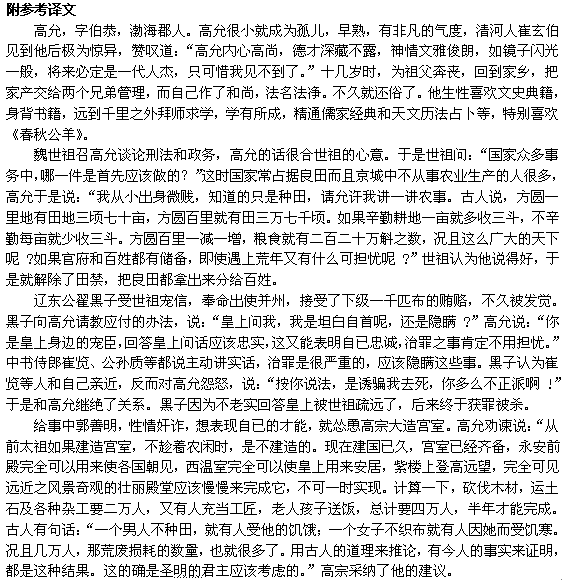 附参考译文
高允，字伯恭，渤海郡人。高允很小就成为孤儿，早熟，有非凡的气度，清河人崔玄伯
见到他后极为惊异，赞叹道：“高允内心高尚，德才深藏不露，神情文雅俊朗，如镜子闪光
一般，将来必定是一代人杰，只可惜我见不到了。”十几岁时，为祖父奔丧，回到家乡，把
家产交给两个兄弟管理，而自己作了和尚，法名法净。不久就还俗了。他生性喜欢文史典籍，
身背书籍，远到千里之外拜师求学，学有所成，精通儒家经典和天文历法占卜等，特别喜欢
《春秋公羊》。
魏世祖召高允谈论刑法和政务，高允的话很合世祖的心意。于是世祖问：“国家众多事
务中，哪一件是首先应该做的？”这时国家常占据良田而且京城中不从事农业生产的人很多，
高允于是说：“我从小出身微贱，知道的只是种田，请允许我讲一讲农事。古人说，方圆一
里地有田地三顷七十亩，方圆百里就有田三万七千顷。如果辛勤耕地一亩就多收三斗，不辛
勤每亩就少收三斗。方圆百里一减一增，粮食就有二百二十万斛之数，况且这么广大的天下
呢 ?如果官府和百姓都有储备，即使遇上荒年又有什么可担忧呢 ?”世祖认为他说得好，于
是就解除了田禁，把良田都拿出来分给百姓。
辽东公翟黑子受世祖宠信，奉命出使并州，接受了下级一千匹布的贿赂，不久被发觉。
黑子向高允请教应付的办法，说：“皇上问我，我是坦白自首呢，还是隐瞒 ?”高允说：“你
是皇上身边的宠臣，回答皇上问话应该忠实，这又能表明自已忠诚，治罪之事肯定不用担忧。”
中书侍郎崔览、公孙质等都说主动讲实话，治罪是很严重的，应该隐瞒这些事。黑子认为崔
览等人和自己亲近，反而对高允怨怒，说：“按你说法，是诱骗我去死，你多么不正派啊 !”
于是和高允继绝了关系。黑子因为不老实回答皇上被世祖疏远了，后来终于获罪被杀。
给事中郭善明，性情奸诈，想表现自已的才能，就怂恿高宗大造宫室。高允劝谏说：“从
前太祖如果建造宫室，不趁着农闲时，是不建造的。现在建国已久，宫室已经齐备，永安前
殿完全可以用来使各国朝见，西温室完全可以使皇上用来安居，紫楼上登高远望，完全可见
远近之风景奇观的壮丽殿堂应该慢慢来完成它，不可一时实现。计算一下，砍伐木材，运土
石及各种杂工要二万人，又有人充当工匠，老人孩子送饭，总计要四万人，半年才能完成。
古人有句话：“一个男人不种田，就有人受他的饥饿；一个女子不织布就有人因她而受饥寒。
况且几万人，那荒废损耗的数量，也就很多了。用古人的道理来推论，有今人的事实来证明，
都是这种结果。这的确是圣明的君主应该考虑的。”高宗采纳了他的建议。